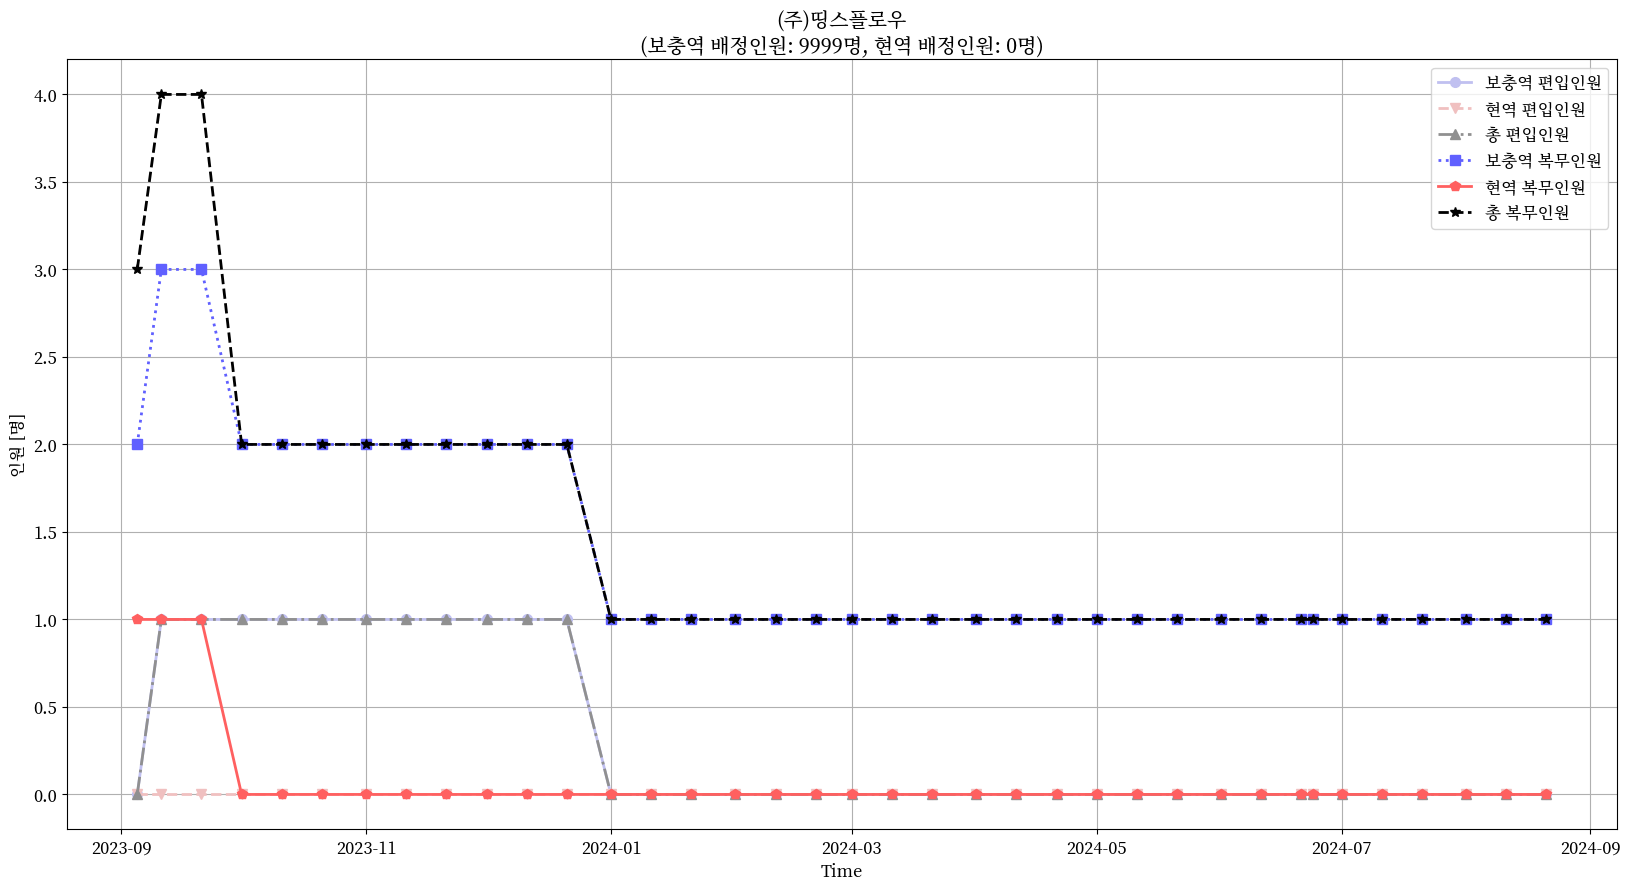 (주)띵스플로우
(보충역 배정인원: 9999명, 현역 배정인원: 0명)
보충역 편입인원
현역 편입인원
총 편입인원
보충역 복무인원
현역 복무인원
총 복무인원
인원 [명]
4.0
3.5
3.0
2.5
2.0
1.5
1.0
0.5
0.0
2023-09 2023-11 2024-01 2024-03 2024-05 2024-07 2024-09
Time